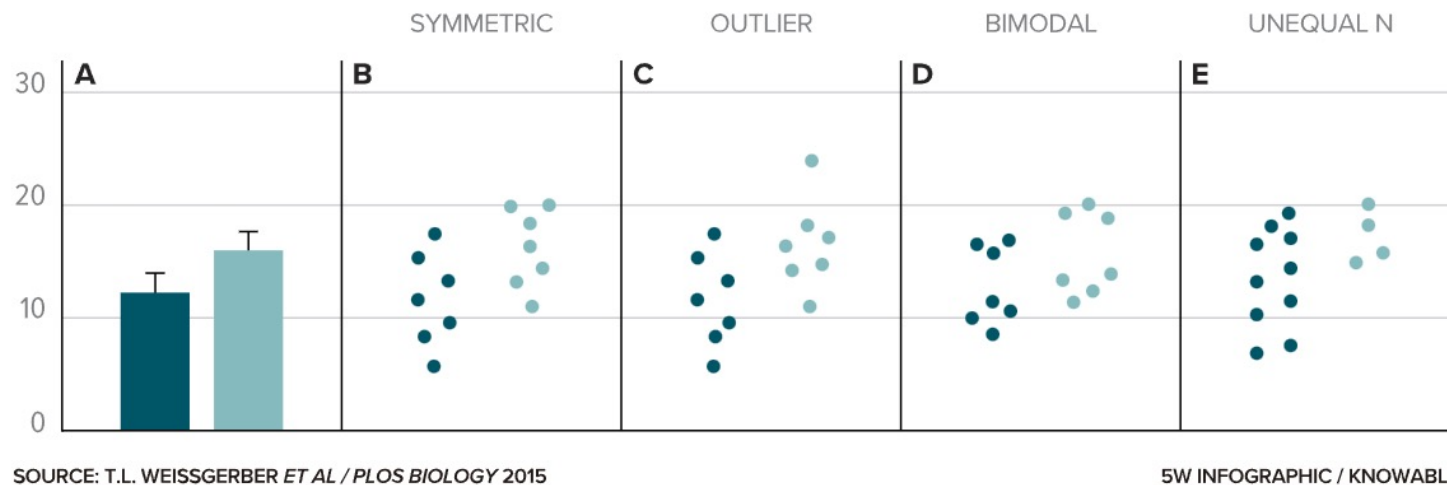 SYMMETRIC OUTLIER BIMODAL UNEQUAL N
A B C D E
30
20
10
0
SOURCE: T.L. WEISSGERBER ET AL / PLOS BIOLOGY 2015
5W INFOGRAPHIC / KNOWABL